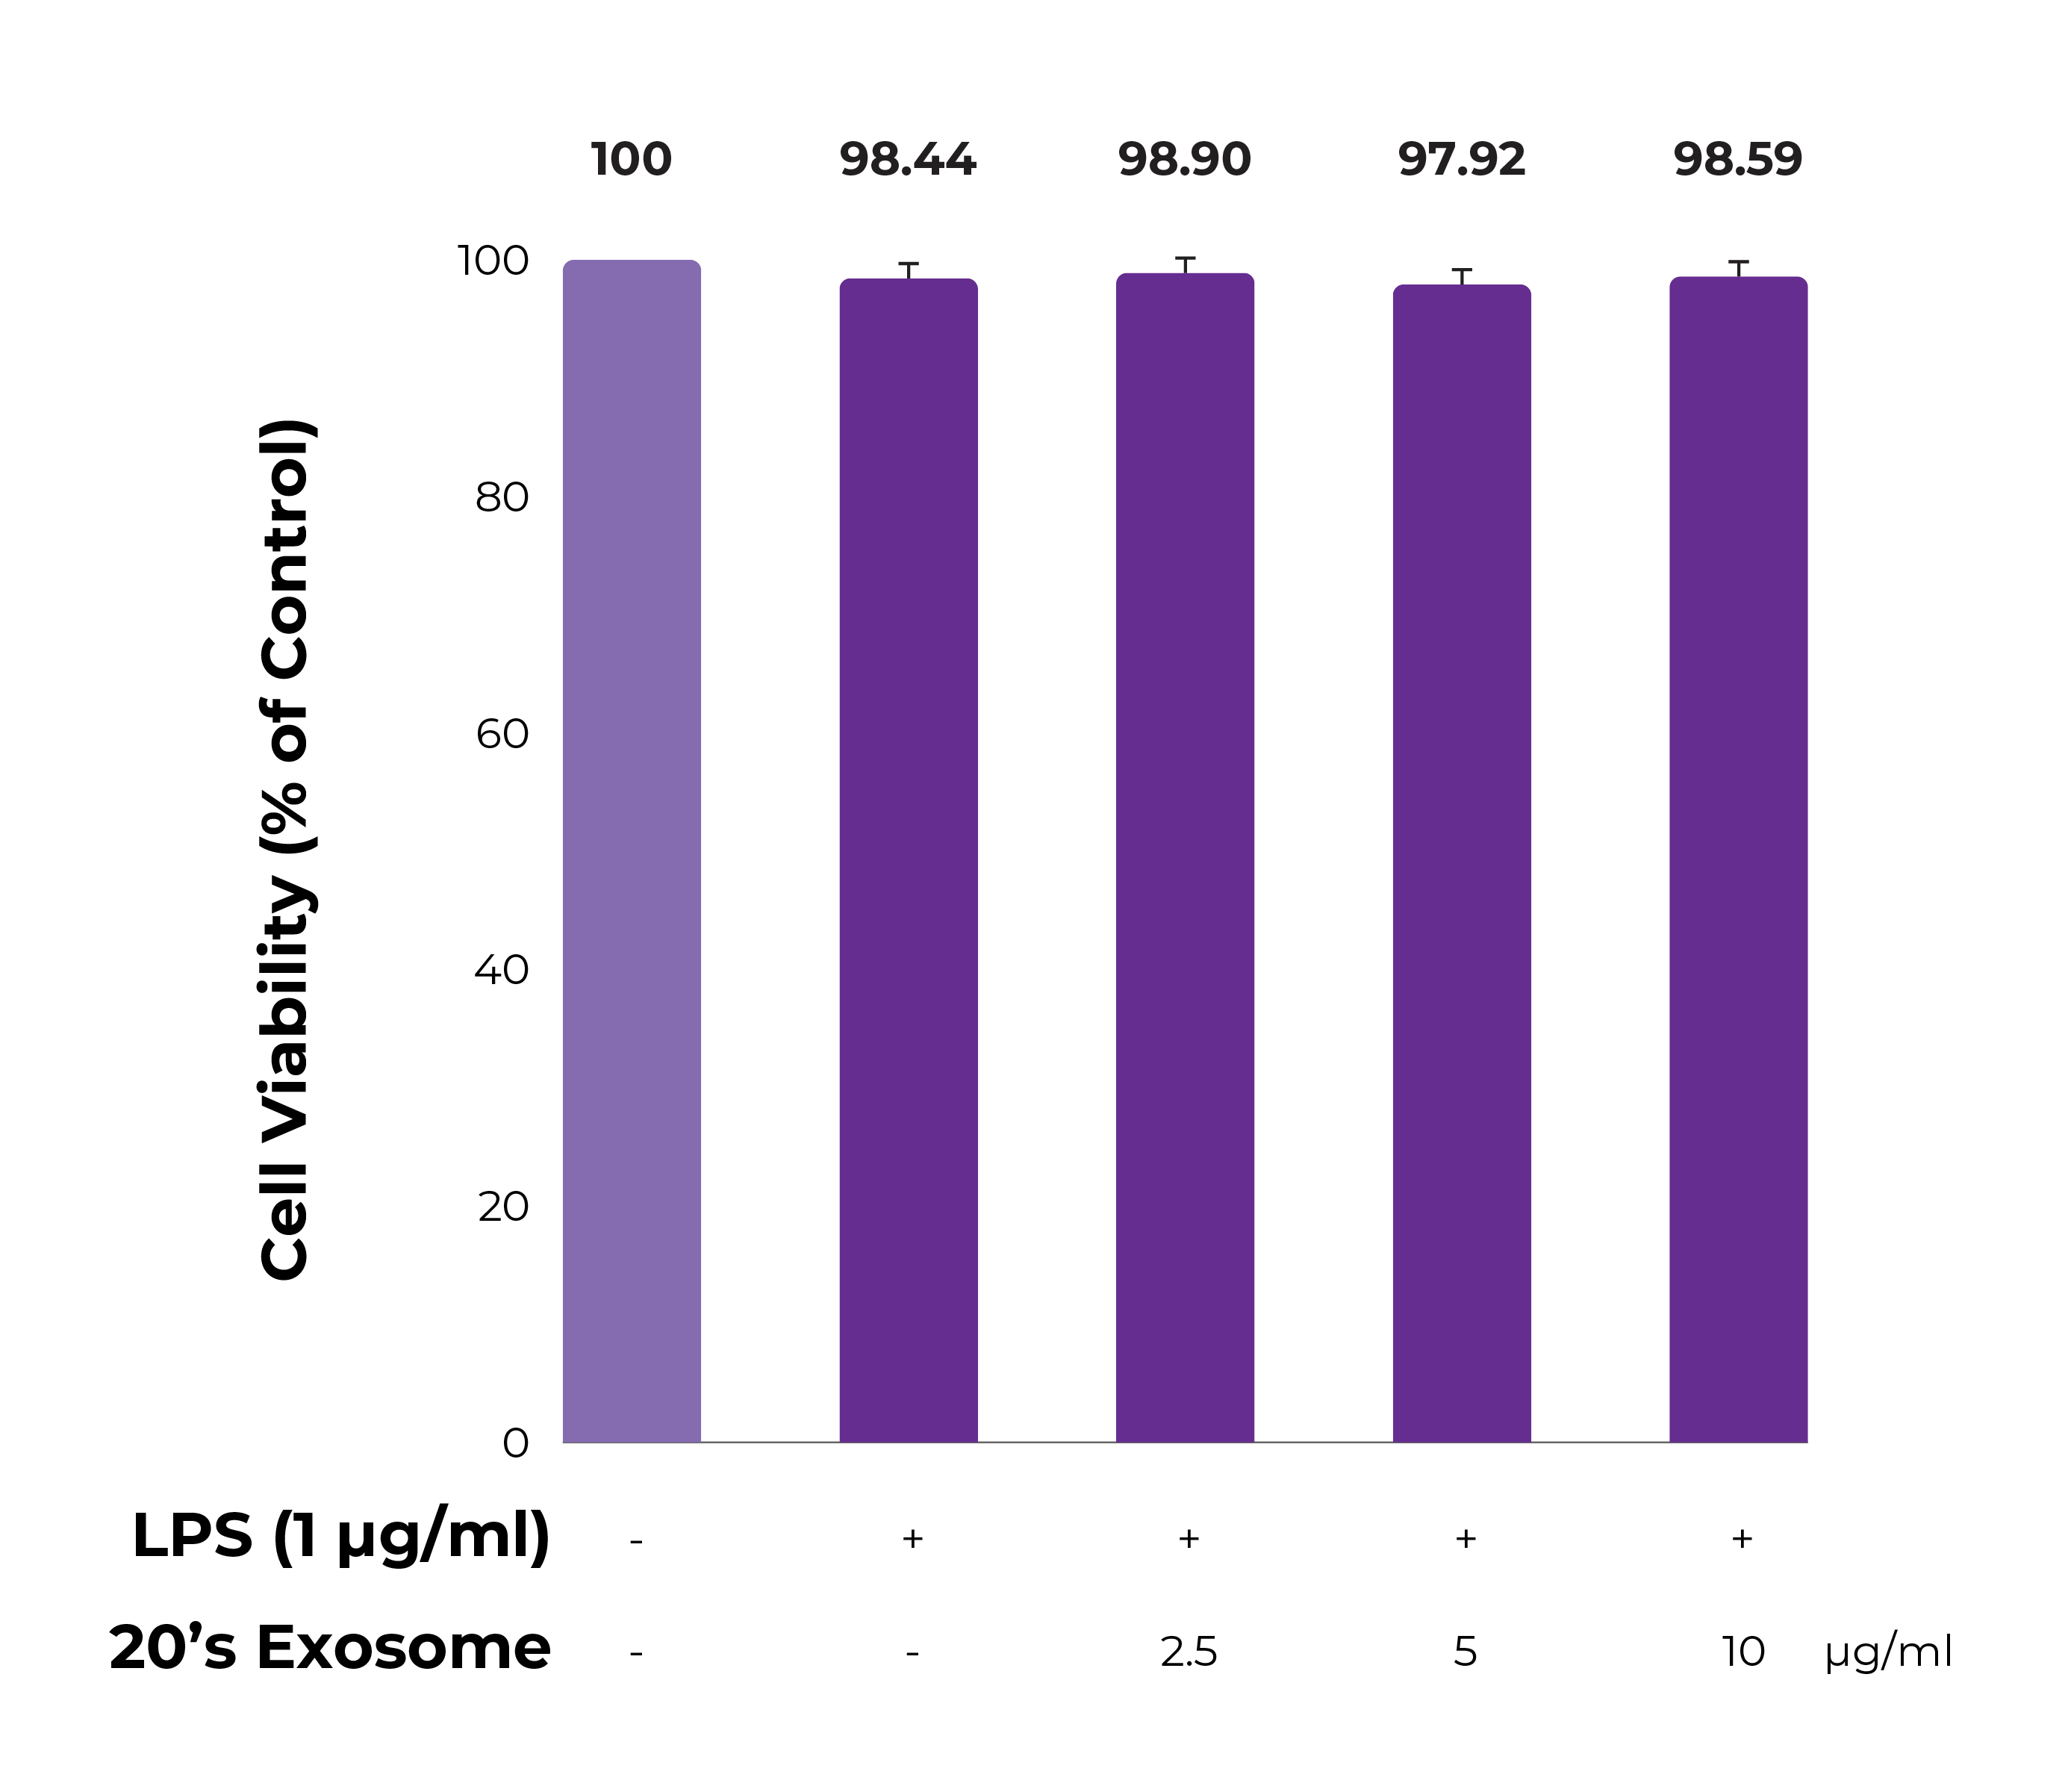 100 98.44 98.90 97.92 98.59
Cell Viability (% of Control)
100
80
60
40
20
0
LPS (1 µg/ml) - + + + +
20’s Exosome - - 2.5 5 10 µg/ml